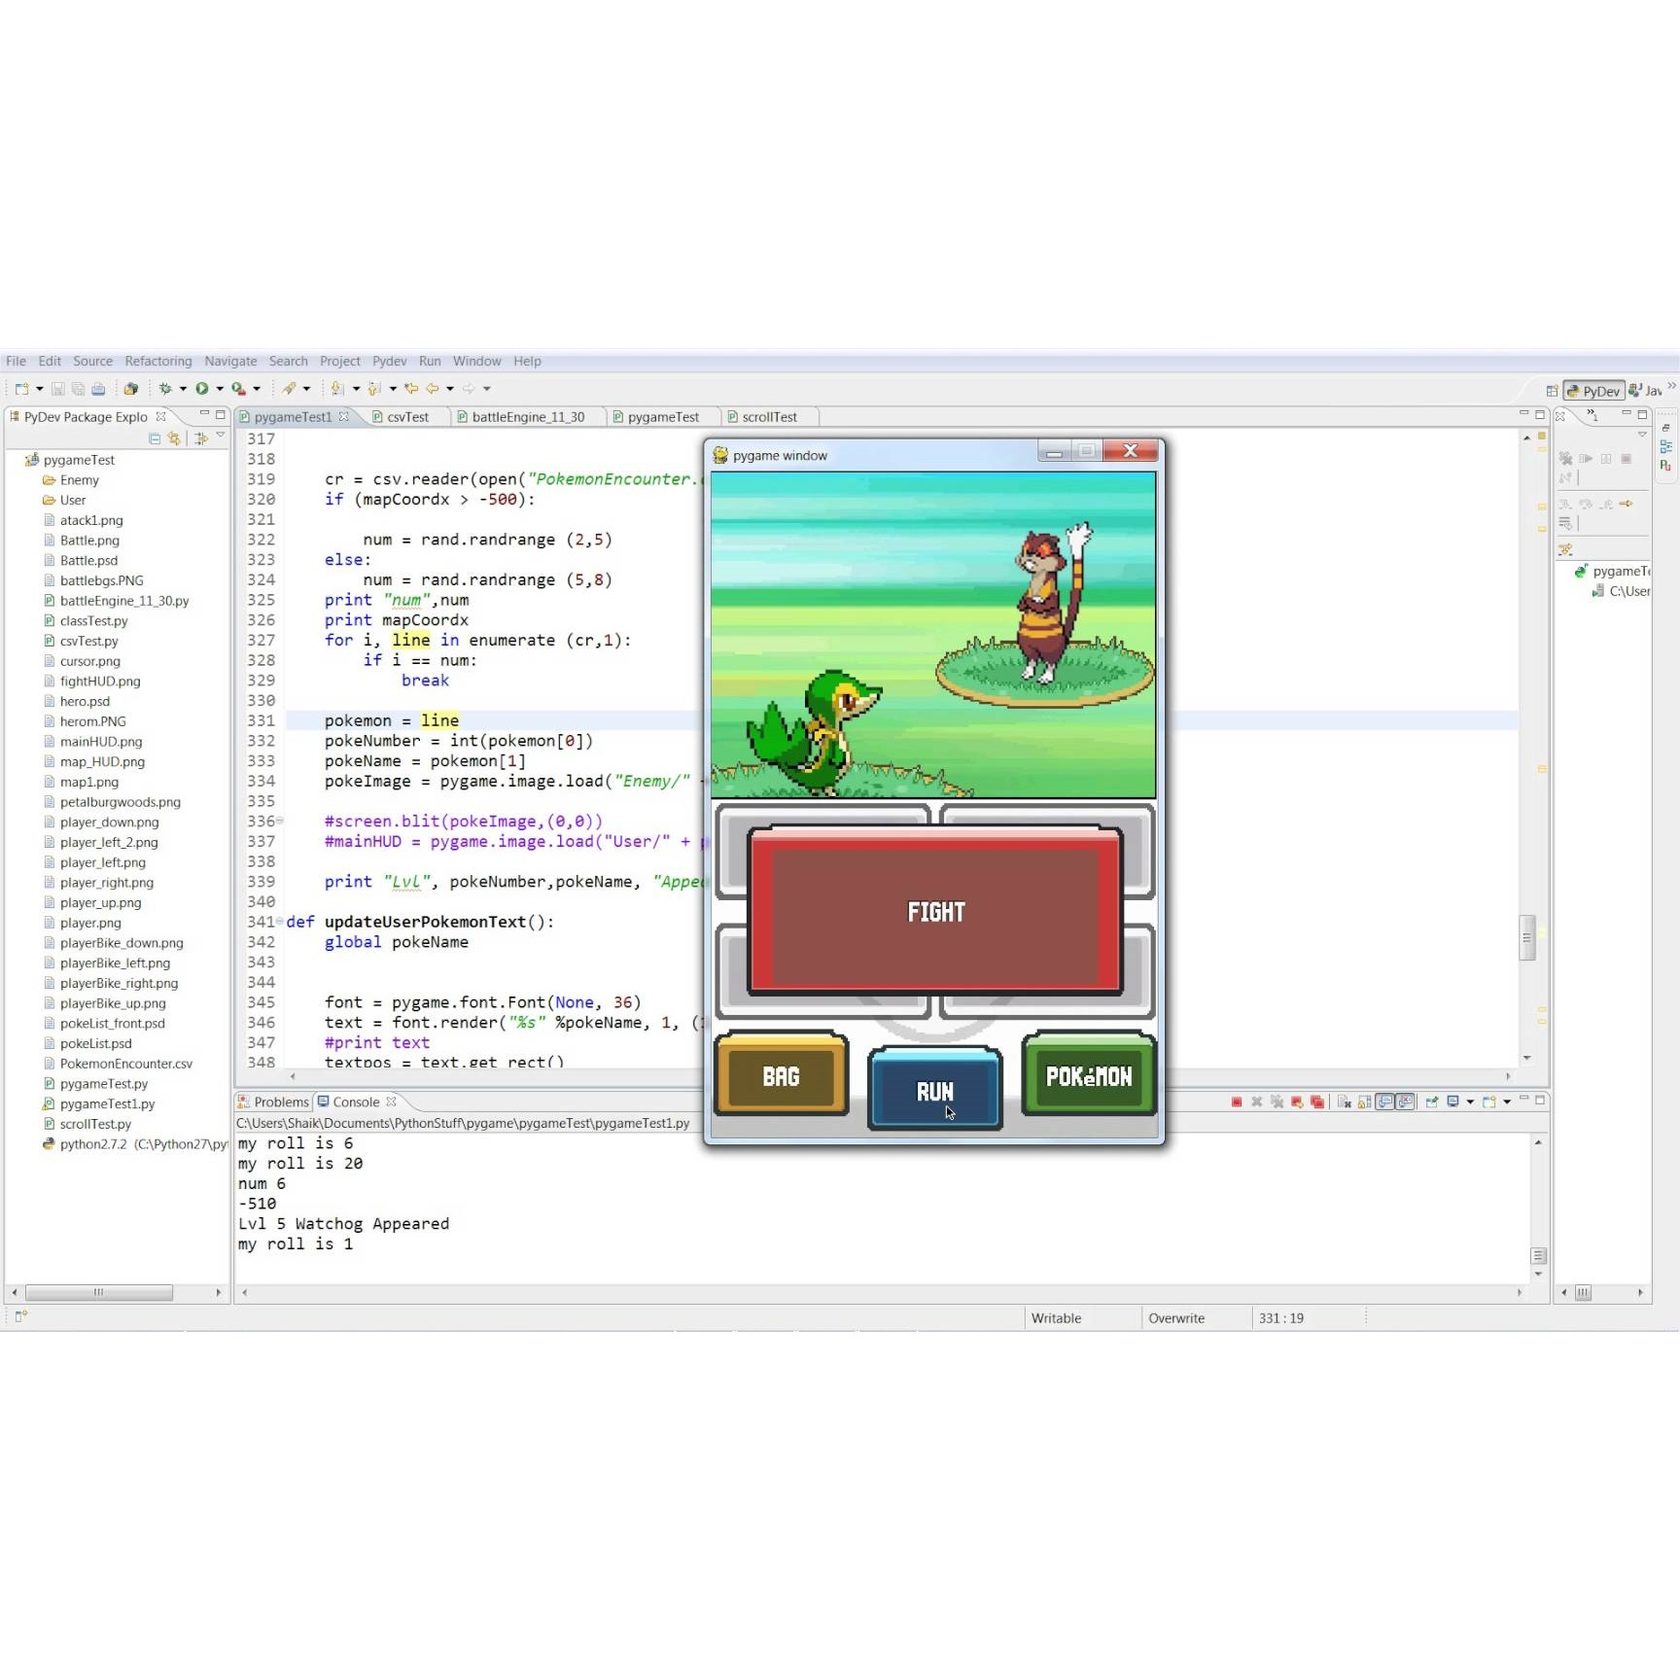 File Edit Source Refactoring Navigate Search Project Pydev Run Window Help
PyDev Jav
PyDev Package Explo
pygameTest1 csvTest battleEngine_11_30 pygameTest scrollTest
pygameTest
Enemy
User
atack1.png
Battle.png
Battle.psd
battlebgs.PNG
battleEngine_11_30.py
classTest.py
csvTest.py
cursor.png
fightHUD.png
hero.psd
herom.PNG
mainHUD.png
map_HUD.png
map1.png
petalburgwoods.png
player_down.png
player_left_2.png
player_left.png
player_right.png
player_up.png
player.png
playerBike_down.png
playerBike_left.png
playerBike_right.png
playerBike_up.png
pokeList_front.psd
pokeList.psd
PokemonEncounter.csv
pygameTest.py
pygameTest1.py
scrollTest.py
python2.7.2 (C:\Python27\py
317
318
319 cr = csv.reader(open("PokemonEncounter.
320 if (mapCoordx > -500):
321
322 num = rand.randrange (2,5)
323 else:
324 num = rand.randrange (5,8)
325 print "num",num
326 print mapCoordx
327 for i, line in enumerate (cr,1):
328 if i == num:
329 break
330
331 pokemon = line
332 pokeNumber = int(pokemon[0])
333 pokeName = pokemon[1]
334 pokeImage = pygame.image.load("Enemy/"
335
336 #screen.blit(pokeImage,(0,0))
337 #mainHUD = pygame.image.load("User/" +
338
339 print "Lvl", pokeNumber,pokeName, "Appe
340
341 def updateUserPokemonText():
342 global pokeName
343
344
345 font = pygame.font.Font(None, 36)
346 text = font.render("%s" %pokeName, 1, (
347 #print text
348 textpos = text.get_rect()
pygame window
FIGHT
BAG
RUN
POKéMON
pygameTe
C:\User
Problems Console
C:\Users\Shaik\Documents\PythonStuff\pygame\pygameTest\pygameTest1.py
my roll is 6
my roll is 20
num 6
-510
Lvl 5 Watchog Appeared
my roll is 1
Writable Overwrite 331 : 19